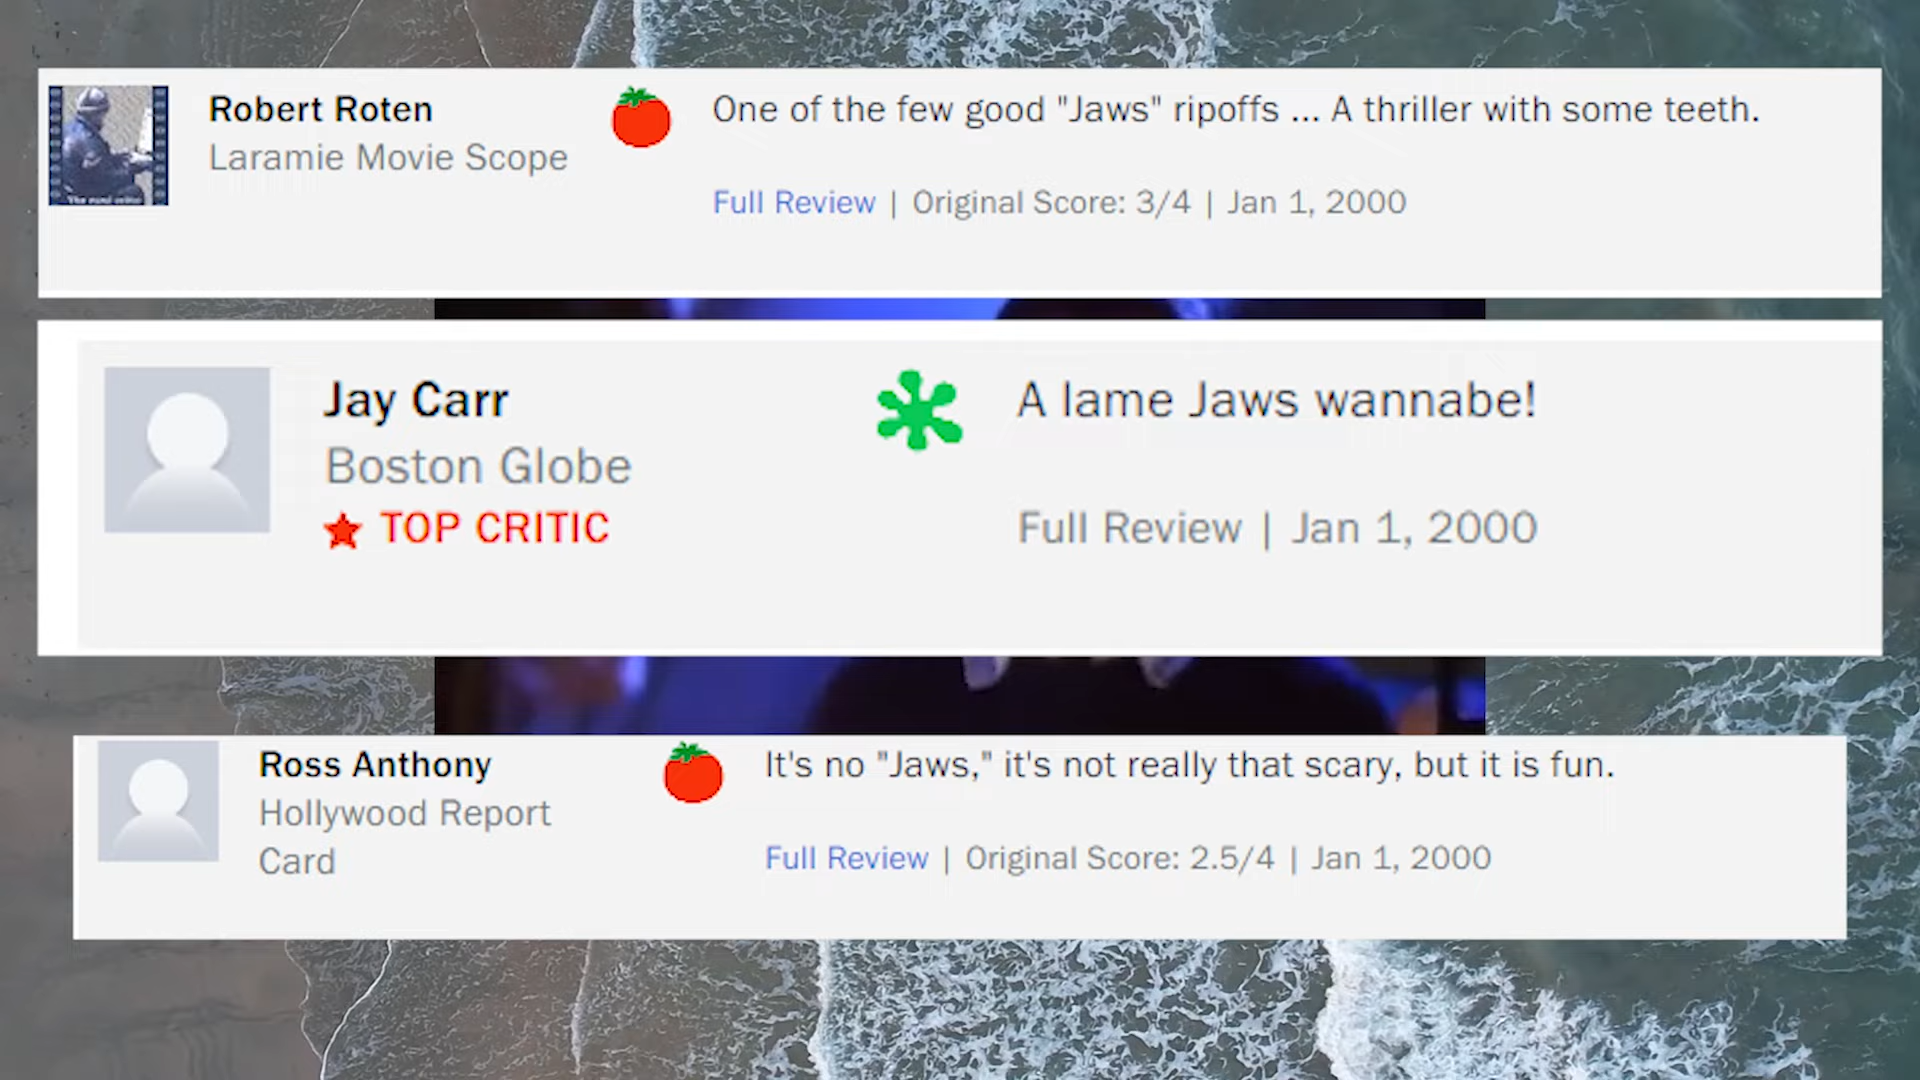 Robert Roten
Laramie Movie Scope
One of the few good "Jaws" ripoffs ... A thriller with some teeth.
Full Review | Original Score: 3/4 | Jan 1, 2000
Jay Carr
Boston Globe
TOP CRITIC
A lame Jaws wannabe!
Full Review | Jan 1, 2000
Ross Anthony
Hollywood Report
Card
It's no "Jaws," it's not really that scary, but it is fun.
Full Review | Original Score: 2.5/4 | Jan 1, 2000